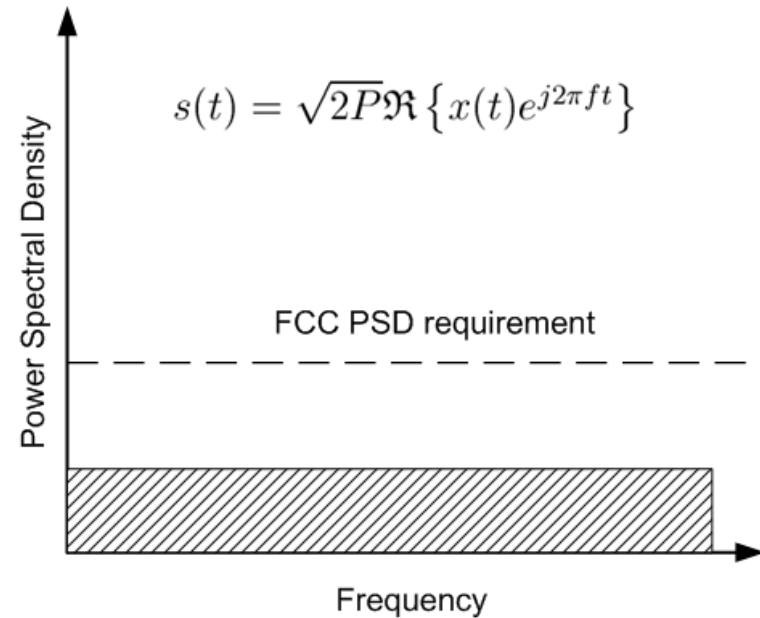 s(t) = √2P ℜ {x(t)e^{j2πft}}
Power Spectral Density
FCC PSD requirement
Frequency